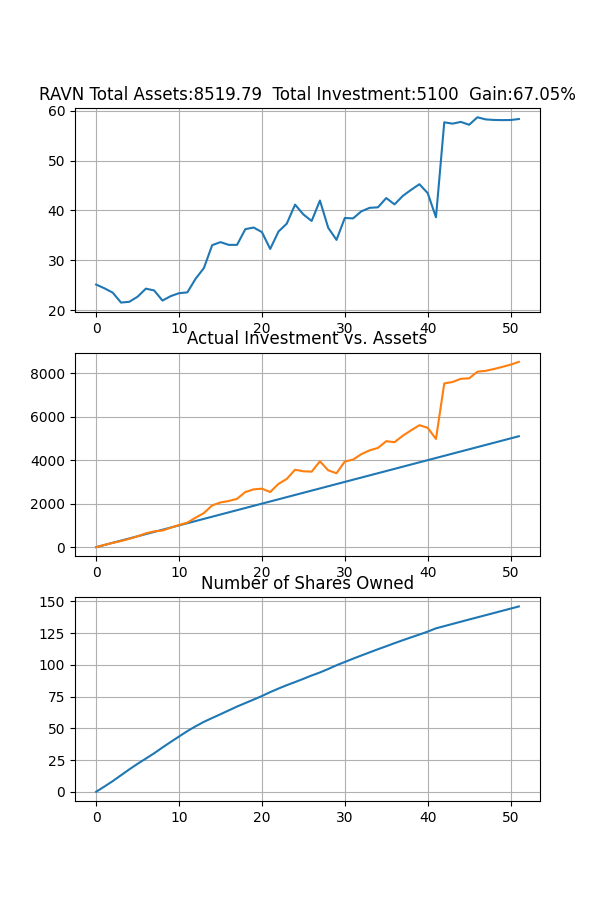 RAVN Total Assets:8519.79  Total Investment:5100  Gain:67.05%
60
50
40
30
20
0 10 20 30 40 50
Actual Investment vs. Assets
8000
6000
4000
2000
0
0 10 20 30 40 50
Number of Shares Owned
150
125
100
75
50
25
0
0 10 20 30 40 50